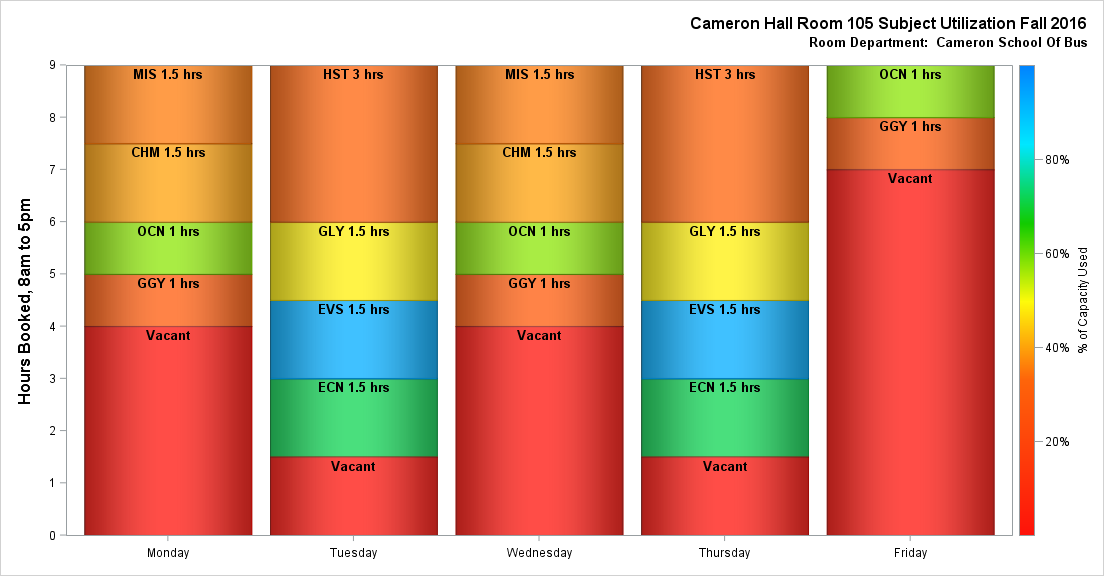 Cameron Hall Room 105 Subject Utilization Fall 2016
Room Department:  Cameron School Of Bus
Hours Booked, 8am to 5pm
9
8
7
6
5
4
3
2
1
0
MIS 1.5 hrs
CHM 1.5 hrs
OCN 1 hrs
GGY 1 hrs
Vacant
Monday
HST 3 hrs
GLY 1.5 hrs
EVS 1.5 hrs
ECN 1.5 hrs
Vacant
Tuesday
MIS 1.5 hrs
CHM 1.5 hrs
OCN 1 hrs
GGY 1 hrs
Vacant
Wednesday
HST 3 hrs
GLY 1.5 hrs
EVS 1.5 hrs
ECN 1.5 hrs
Vacant
Thursday
OCN 1 hrs
GGY 1 hrs
Vacant
Friday
80%
60%
40%
20%
% of Capacity Used